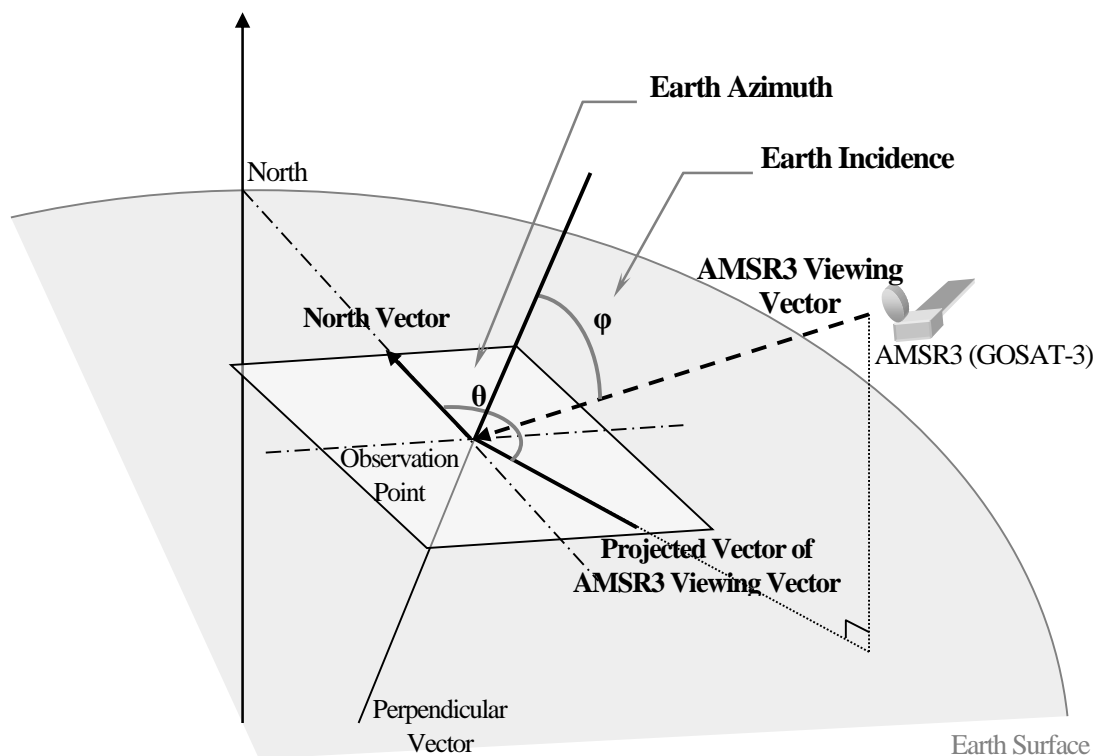 Earth Azimuth
Earth Incidence
North
AMSR3 Viewing
Vector
North Vector
φ
AMSR3 (GOSAT-3)
θ
Observation
Point
Projected Vector of
AMSR3 Viewing Vector
Perpendicular
Vector
Earth Surface